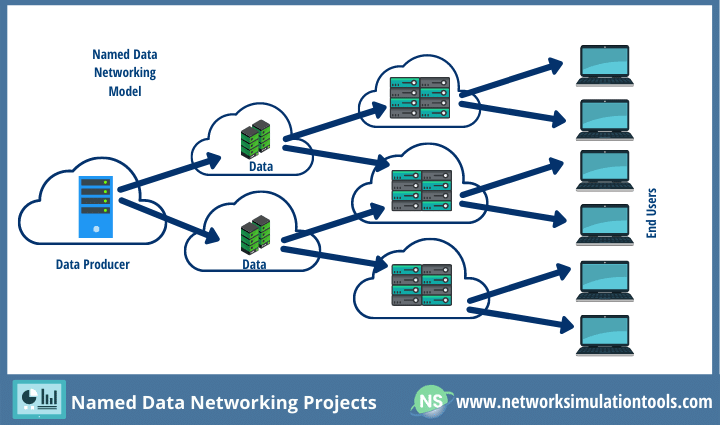 Named Data
Networking
Model
Data
Data Producer
Data
End Users
Named Data Networking Projects
NS
www.networksimulationtools.com